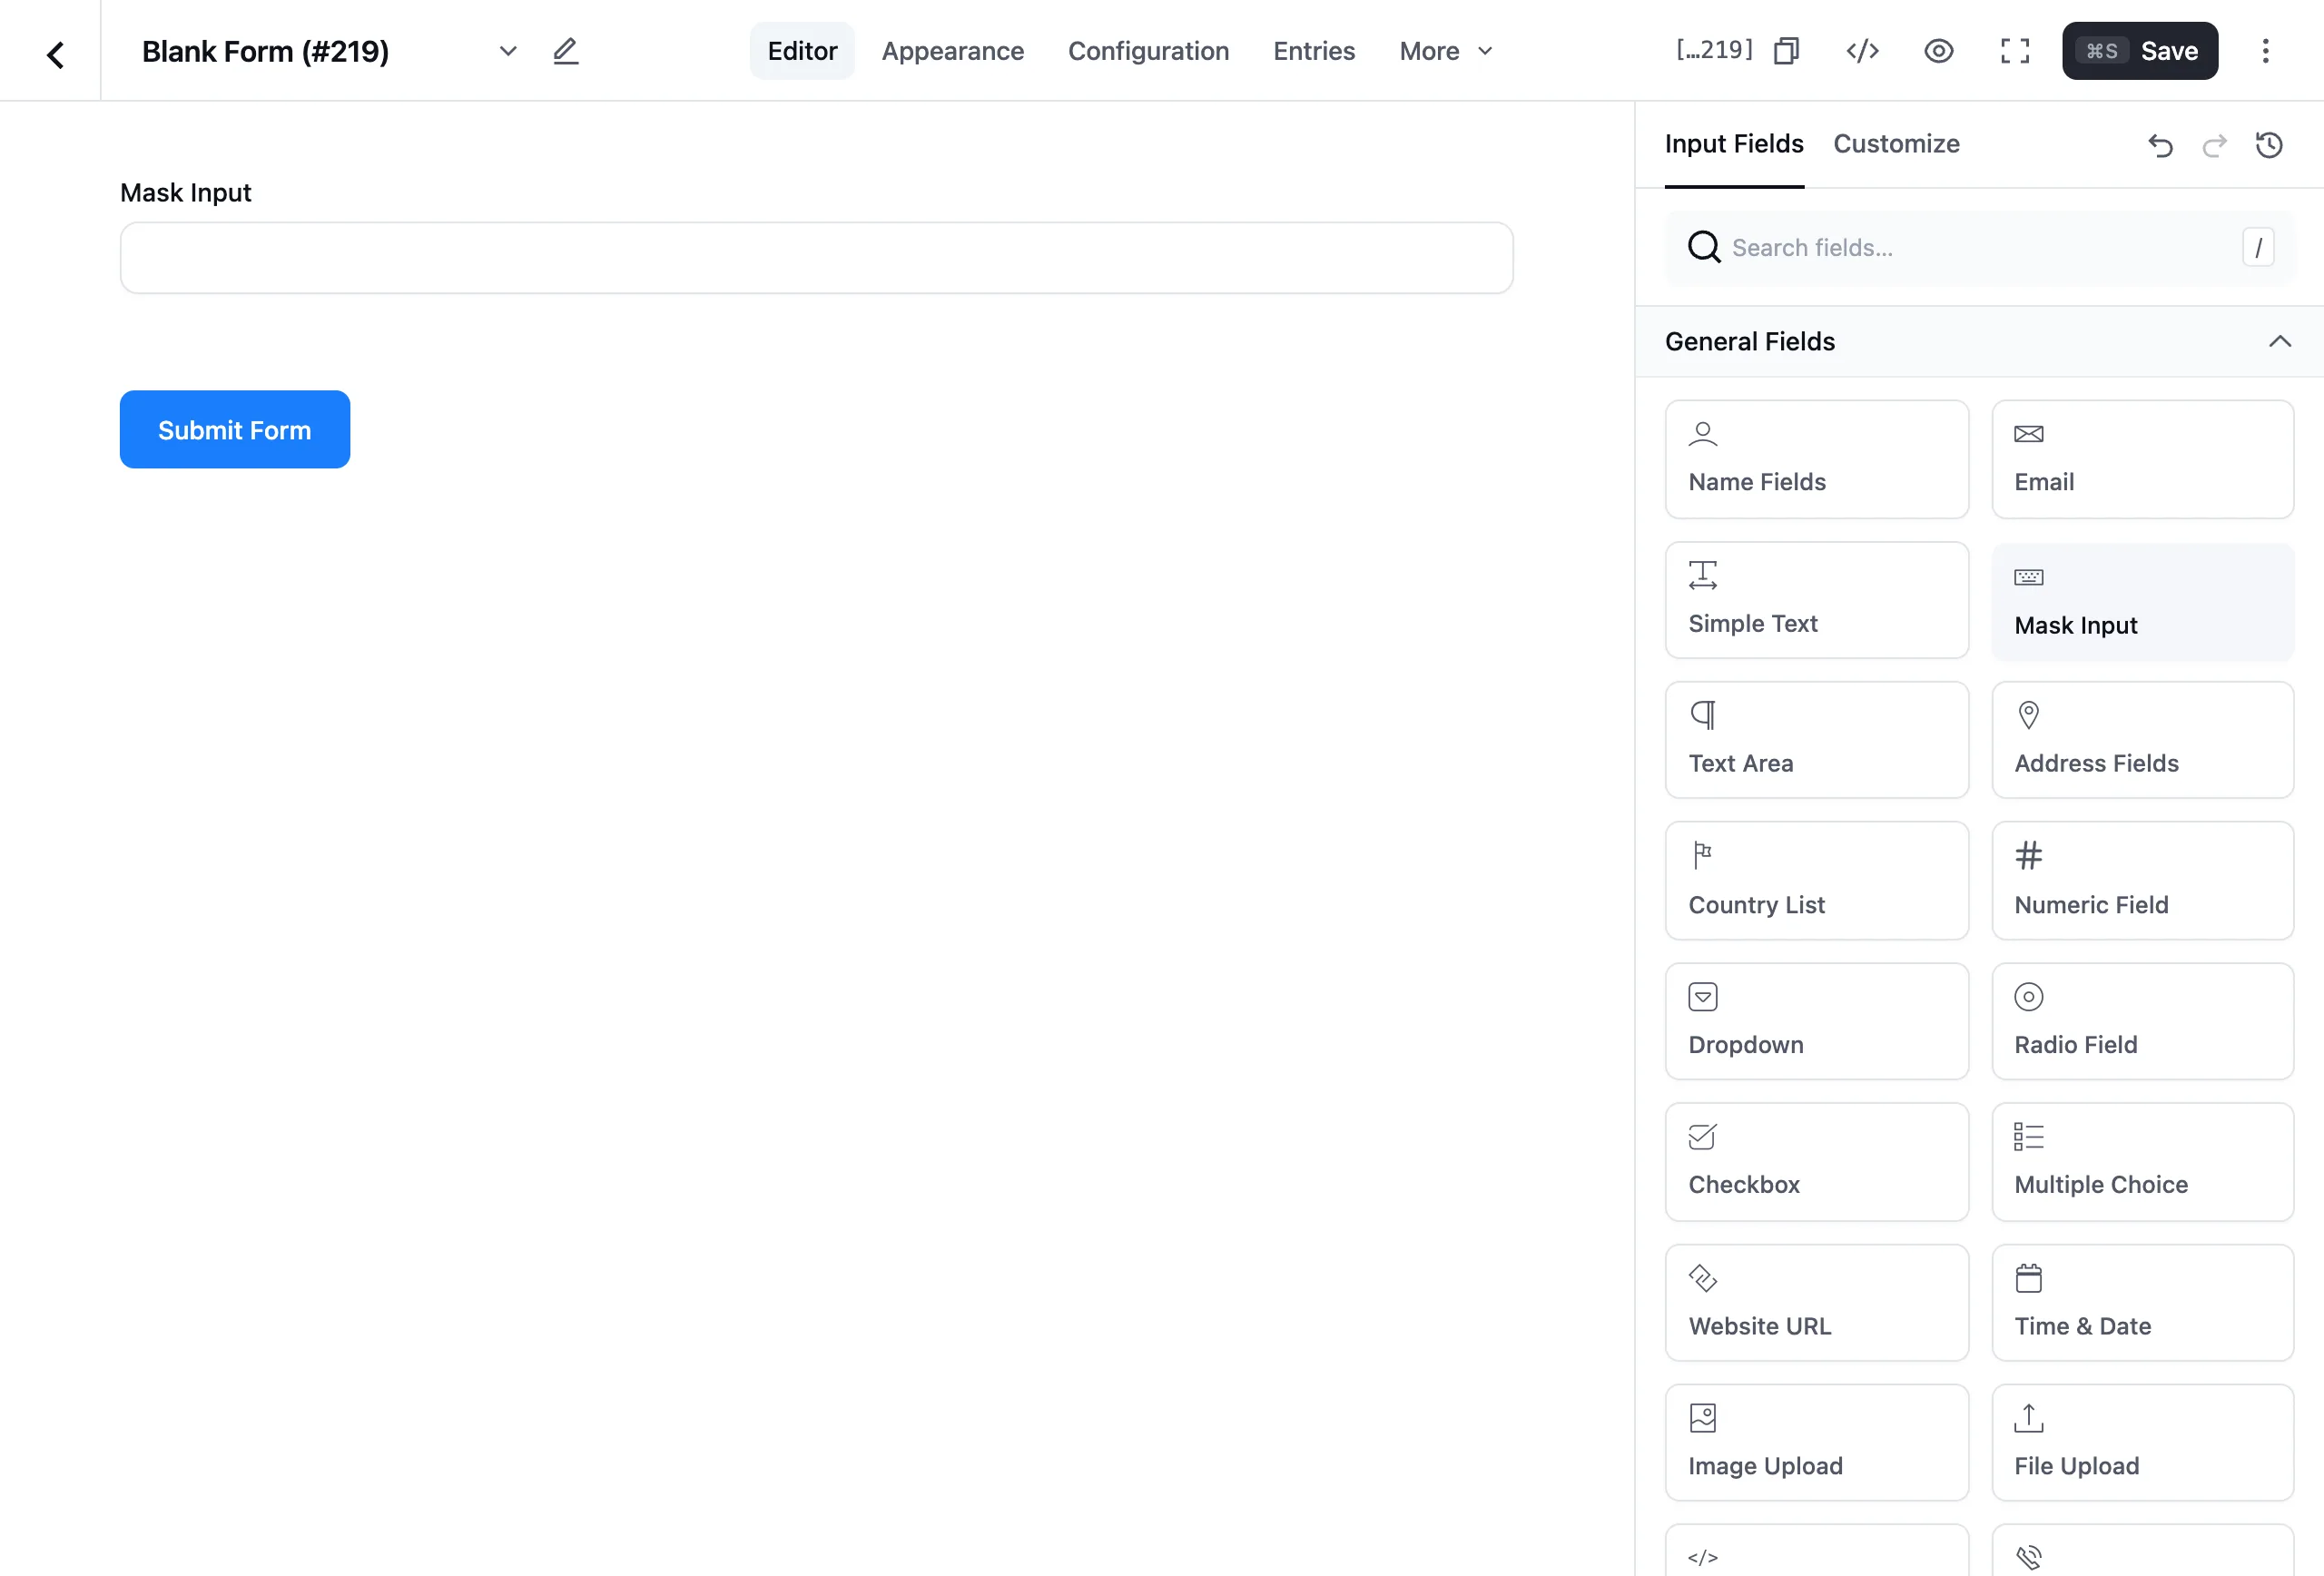 Blank Form (#219)
Editor
Appearance
Configuration
Entries
More
[…219]
⌘S Save
Input Fields
Customize
Mask Input
Search fields...
/
General Fields
Submit Form
Name Fields
Email
Simple Text
Mask Input
Text Area
Address Fields
Country List
Numeric Field
Dropdown
Radio Field
Checkbox
Multiple Choice
Website URL
Time & Date
Image Upload
File Upload